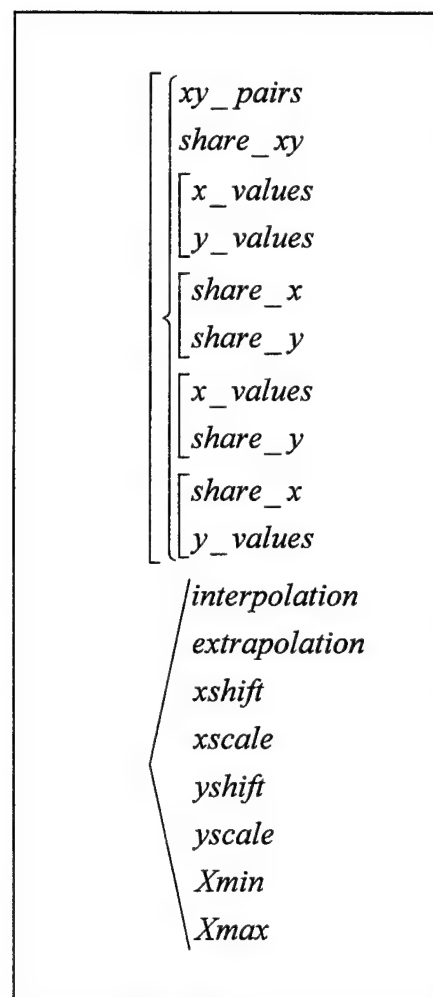 xy_pairs
share_xy
x_values
y_values
share_x
share_y
x_values
share_y
share_x
y_values
interpolation
extrapolation
xshift
xscale
yshift
yscale
Xmin
Xmax